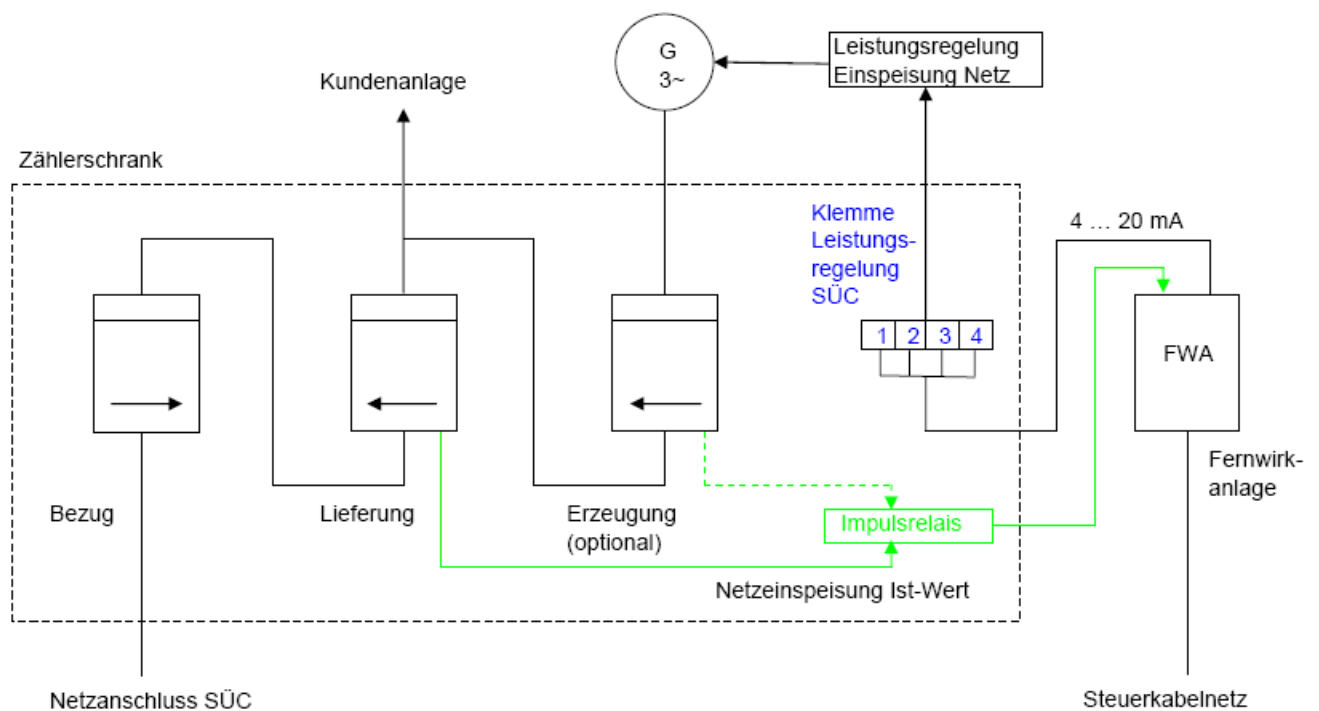 G
3~
Leistungsregelung
Einspeisung Netz
Kundenanlage
Zählerschrank
Klemme
Leistungs-
regelung
SÜC
4 ... 20 mA
1 2 3 4
FWA
Fernwirk-
anlage
Bezug
Lieferung
Erzeugung
(optional)
Impulsrelais
Netzeinspeisung Ist-Wert
Netzanschluss SÜC
Steuerkabelnetz